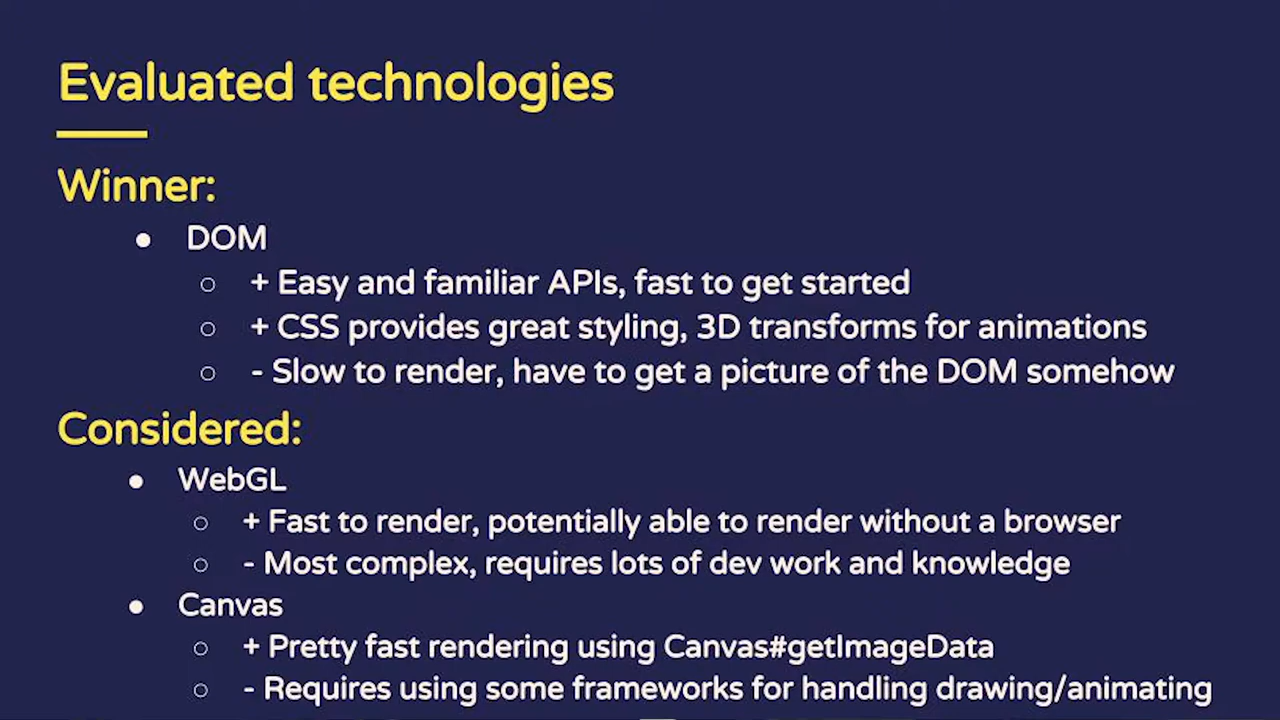 Evaluated technologies
Winner:
● DOM
○ + Easy and familiar APIs, fast to get started
○ + CSS provides great styling, 3D transforms for animations
○ - Slow to render, have to get a picture of the DOM somehow
Considered:
● WebGL
○ + Fast to render, potentially able to render without a browser
○ - Most complex, requires lots of dev work and knowledge
● Canvas
○ + Pretty fast rendering using Canvas#getImageData
○ - Requires using some frameworks for handling drawing/animating